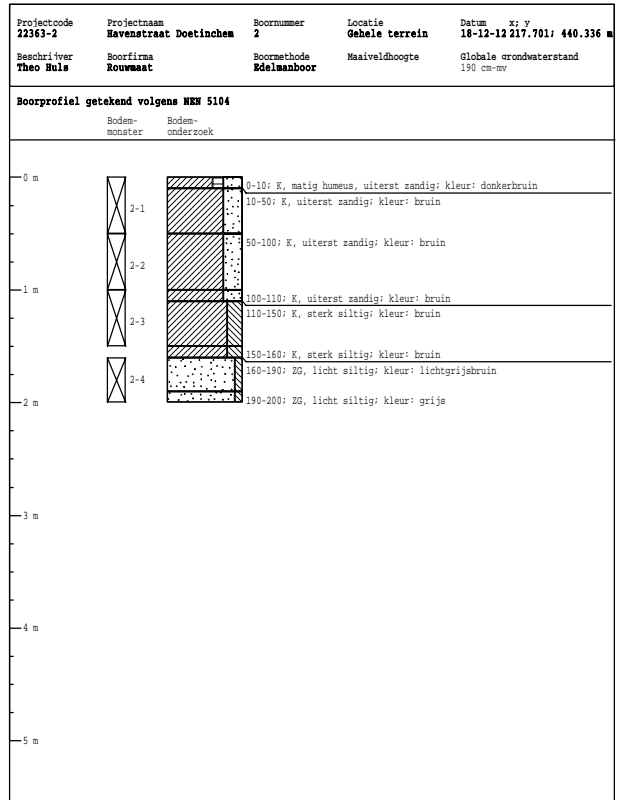 Projectcode Projectnaam Boornummer Locatie Datum x; y
22363-2 Havenstraat Doetinchem 2 Gehele terrein 18-12-12 217.701; 440.336 m
Beschrijver Boorfirma Boormethode Maaiveldhoogte Globale grondwaterstand
Theo Huls Rouwmaat Edelmanboor 190 cm-mv
Boorprofiel getekend volgens NEN 5104
Bodem- Bodem-
monster onderzoek
0 m
0-10; K, matig humeus, uiterst zandig; kleur: donkerbruin
2-1 10-50; K, uiterst zandig; kleur: bruin
50-100; K, uiterst zandig; kleur: bruin
2-2
1 m
100-110; K, uiterst zandig; kleur: bruin
110-150; K, sterk siltig; kleur: bruin
2-3
150-160; K, sterk siltig; kleur: bruin
160-190; ZG, licht siltig; kleur: lichtgrijsbruin
2-4
2 m 190-200; ZG, licht siltig; kleur: grijs
3 m
4 m
5 m